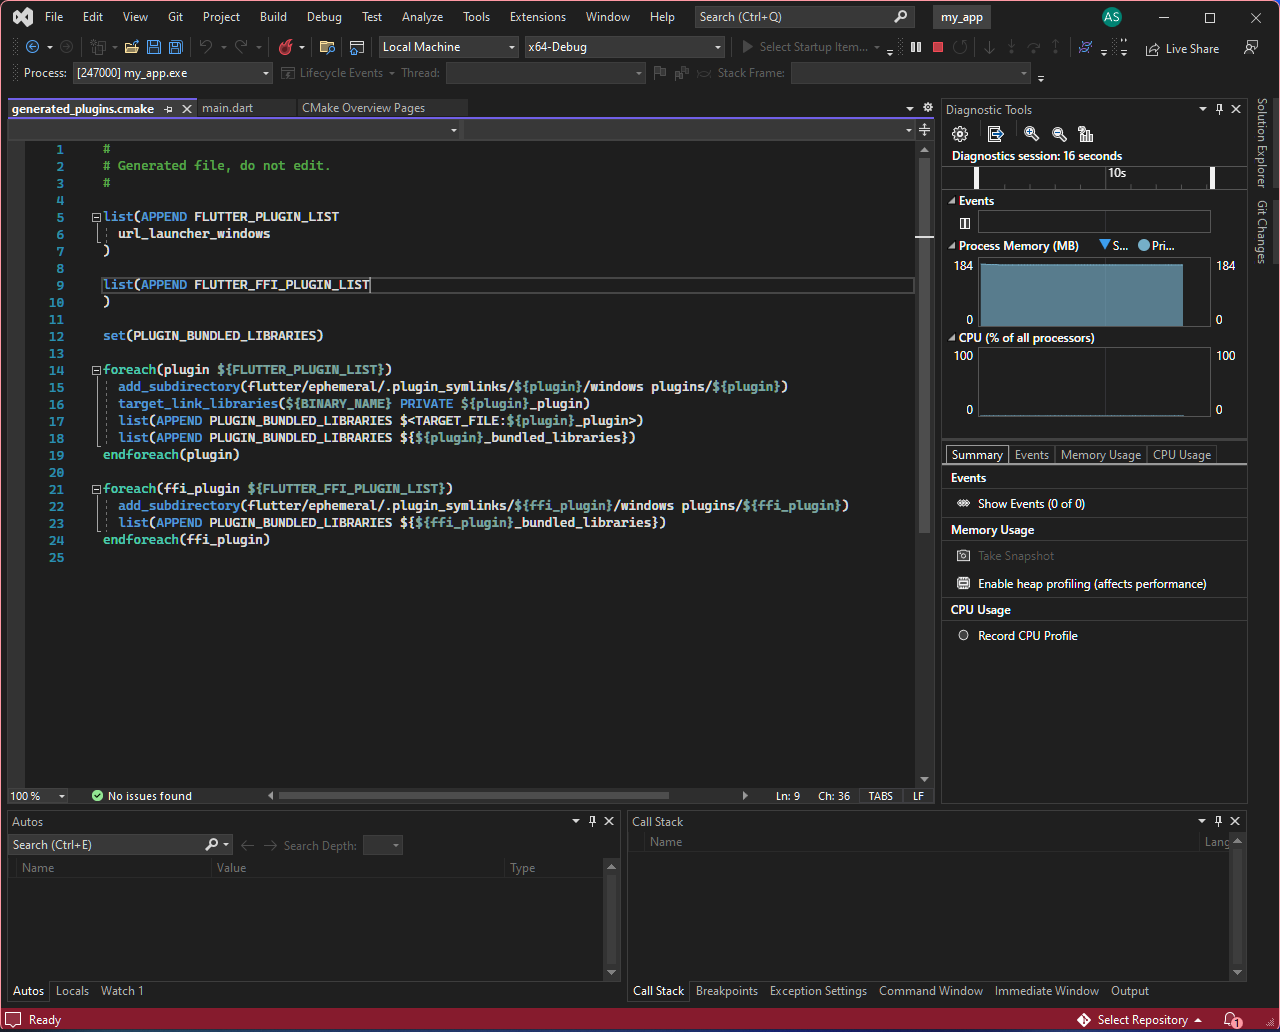 File Edit View Git Project Build Debug Test Analyze Tools Extensions Window Help Search (Ctrl+Q) my_app AS
Local Machine x64-Debug Select Startup Item... Live Share
Process: [247000] my_app.exe Lifecycle Events Thread: Stack Frame:
generated_plugins.cmake main.dart CMake Overview Pages
1 #
2 # Generated file, do not edit.
3 #
4
5 list(APPEND FLUTTER_PLUGIN_LIST
6 url_launcher_windows
7 )
8
9 list(APPEND FLUTTER_FFI_PLUGIN_LIST
10 )
11
12 set(PLUGIN_BUNDLED_LIBRARIES)
13
14 foreach(plugin ${FLUTTER_PLUGIN_LIST})
15 add_subdirectory(flutter/ephemeral/.plugin_symlinks/${plugin}/windows plugins/${plugin})
16 target_link_libraries(${BINARY_NAME} PRIVATE ${plugin}_plugin)
17 list(APPEND PLUGIN_BUNDLED_LIBRARIES $<TARGET_FILE:${plugin}_plugin>)
18 list(APPEND PLUGIN_BUNDLED_LIBRARIES ${${plugin}_bundled_libraries})
19 endforeach(plugin)
20
21 foreach(ffi_plugin ${FLUTTER_FFI_PLUGIN_LIST})
22 add_subdirectory(flutter/ephemeral/.plugin_symlinks/${ffi_plugin}/windows plugins/${ffi_plugin})
23 list(APPEND PLUGIN_BUNDLED_LIBRARIES ${${ffi_plugin}_bundled_libraries})
24 endforeach(ffi_plugin)
25
100 % No issues found Ln: 9 Ch: 36 TABS LF
Diagnostic Tools
Diagnostics session: 16 seconds
10s
Events
Process Memory (MB) S... Pri...
184 184
0 0
CPU (% of all processors)
100 100
0 0
Summary Events Memory Usage CPU Usage
Events
Show Events (0 of 0)
Memory Usage
Take Snapshot
Enable heap profiling (affects performance)
CPU Usage
Record CPU Profile
Solution Explorer
Git Changes
Autos
Search (Ctrl+E) Search Depth:
Name Value Type
Autos Locals Watch 1
Call Stack
Name Lang
Call Stack Breakpoints Exception Settings Command Window Immediate Window Output
Ready Select Repository 1